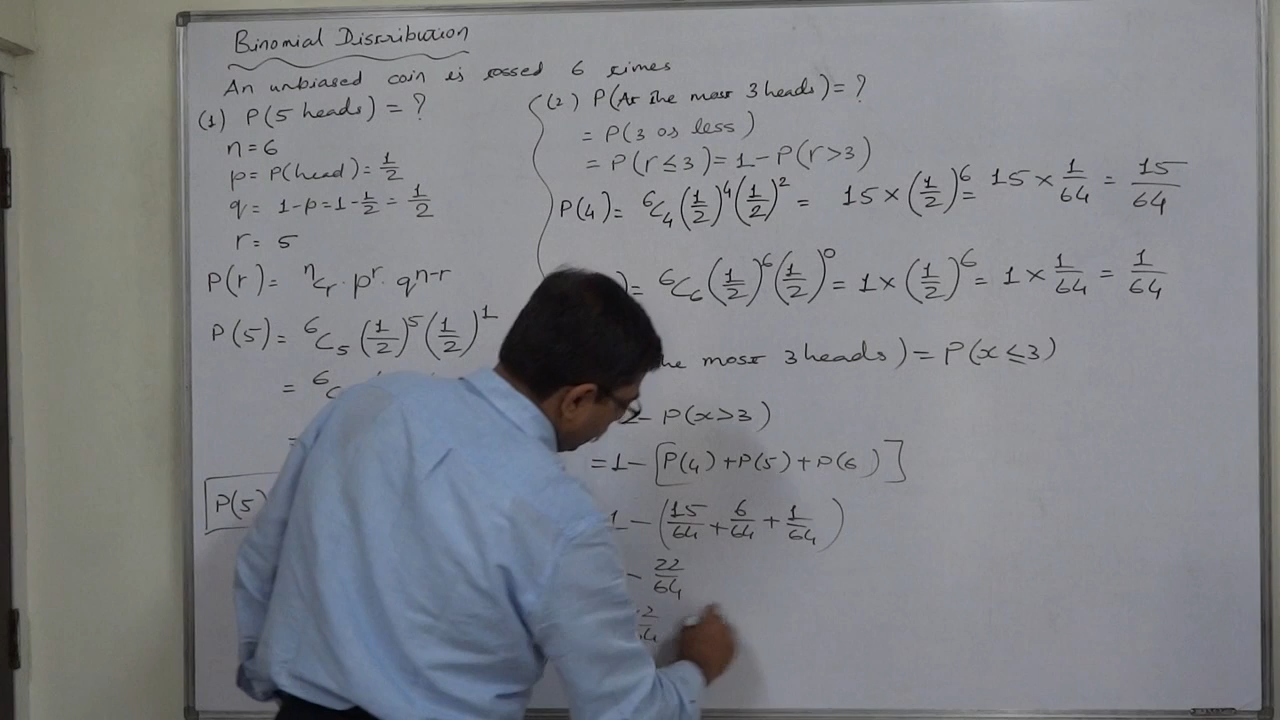 Binomial Distribution
An unbiased coin is tossed 6 times
(1) P(5 heads) = ?
n = 6
p = P(head) = 1/2
q = 1-p = 1-1/2 = 1/2
r = 5
P(r) = ⁿCᵣ · pʳ · qⁿ⁻ʳ
P(5) = ⁶C₅ (1/2)⁵ (1/2)¹
= ⁶C
=
P(5)
(2) P(At the most 3 heads) = ?
= P(3 or less)
= P(r ≤ 3) = 1 - P(r > 3)
P(4) = ⁶C₄ (1/2)⁴ (1/2)² = 15 × (1/2)⁶ = 15 × 1/64 = 15/64
) = ⁶C₆ (1/2)⁶ (1/2)⁰ = 1 × (1/2)⁶ = 1 × 1/64 = 1/64
the most 3 heads) = P(x ≤ 3)
- P(x > 3)
= 1 - [P(4) + P(5) + P(6)]
1 - (15/64 + 6/64 + 1/64)
- 22/64